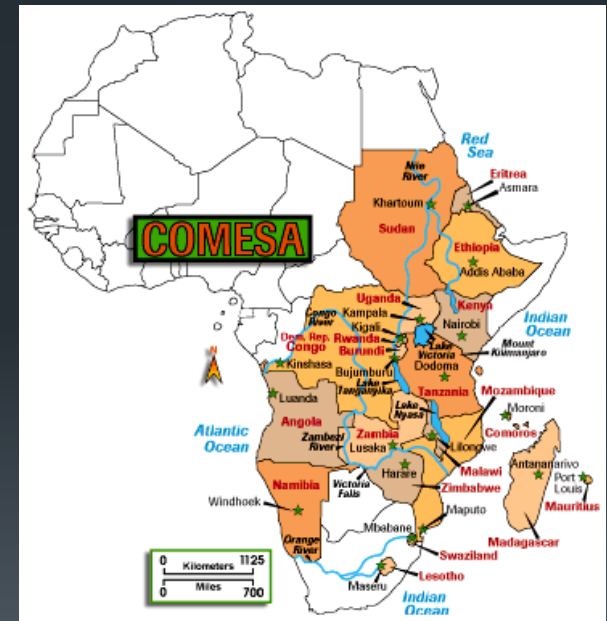 Red
Sea
Nile
River
Eritrea
Asmara
Khartoum
Sudan
COMESA
Ethiopia
Addis Ababa
Uganda
Kampala
Kenya
Nairobi
Indian
Ocean
Congo
River
Kigali
Dem. Rep.
Congo
Rwanda
Burundi
Lake
Victoria
Mount
Kilimanjaro
N
Kinshasa
Bujumburu
Dodoma
Lake
Tanganyika
Tanzania
Luanda
Lake
Nyasa
Mozambique
Moroni
Comoros
Angola
Atlantic
Ocean
Zambezi
River
Zambia
Lusaka
Lilongwe
Malawi
Antananarivo
Port
Louis
Mauritius
Harare
Zimbabwe
Namibia
Victoria
Falls
Windhoek
Maputo
Mbabane
Madagascar
Orange
River
Swaziland
Lesotho
Maseru
Indian
Ocean
0 Kilometers 1125
0 Miles 700